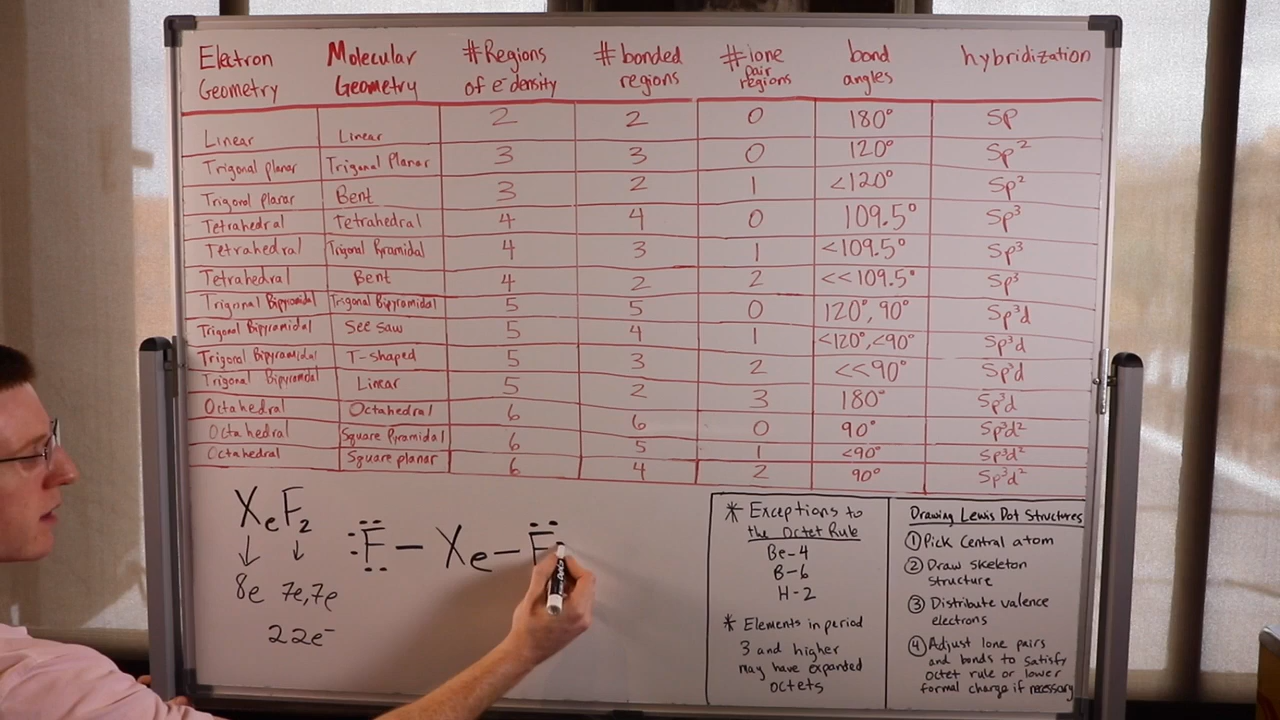 Electron Geometry | Molecular Geometry | # Regions of e⁻density | # bonded regions | # lone pair regions | bond angles | hybridization
Linear | Linear | 2 | 2 | 0 | 180° | Sp
Trigonal planar | Trigonal Planar | 3 | 3 | 0 | 120° | Sp²
Trigonal planar | Bent | 3 | 2 | 1 | <120° | Sp²
Tetrahedral | Tetrahedral | 4 | 4 | 0 | 109.5° | Sp³
Tetrahedral | Trigonal Pyramidal | 4 | 3 | 1 | <109.5° | Sp³
Tetrahedral | Bent | 4 | 2 | 2 | <<109.5° | Sp³
Trigonal Bipyramidal | Trigonal Bipyramidal | 5 | 5 | 0 | 120°, 90° | Sp³d
Trigonal Bipyramidal | See saw | 5 | 4 | 1 | <120°,<90° | Sp³d
Trigonal Bipyramidal | T-shaped | 5 | 3 | 2 | <<90° | Sp³d
Trigonal Bipyramidal | Linear | 5 | 2 | 3 | 180° | Sp³d
Octahedral | Octahedral | 6 | 6 | 0 | 90° | Sp³d²
Octahedral | Square Pyramidal | 6 | 5 | 1 | <90° | Sp³d²
Octahedral | Square planar | 6 | 4 | 2 | 90° | Sp³d²
XeF₂
8e 7e,7e
22e⁻
F – Xe – F
* Exceptions to
the Octet Rule
Be-4
B-6
H-2
* Elements in period
3 and higher
may have expanded
octets
Drawing Lewis Dot Structures
① Pick Central atom
② Draw skeleton
structure
③ Distribute valence
electrons
④ Adjust lone pairs
and bonds to satisfy
octet rule or lower
formal charge if necessary